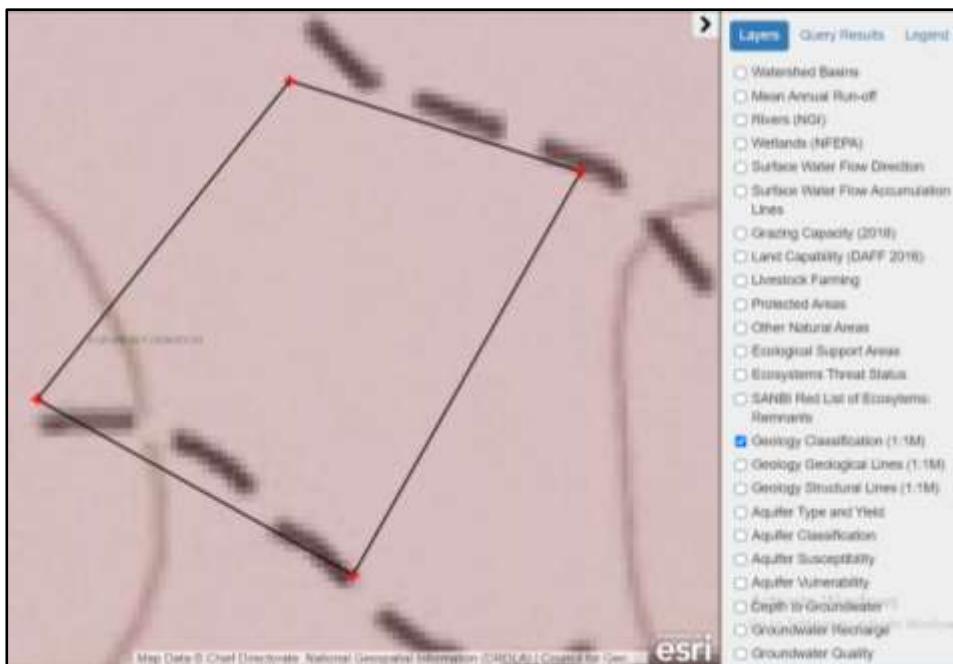 Layers Query Results Legend
Watershed Basins
Mean Annual Run-off
Rivers (NGI)
Wetlands (NFEPA)
Surface Water Flow Direction
Surface Water Flow Accumulation
Lines
Grazing Capacity (2018)
Land Capability (DAFF 2016)
Livestock Farming
Protected Areas
Other Natural Areas
Ecological Support Areas
Ecosystems Threat Status
SANBI Red List of Ecosytems:
Remnants
Geology Classification (1:1M)
Geology Geological Lines (1:1M)
Geology Structural Lines (1:1M)
Aquifer Type and Yield
Aquifer Classification
Aquifer Susceptibility
Aquifer Vulnerability
Depth to Groundwater
Groundwater Recharge
Groundwater Quality
esri
Map Data © Chief Directorate: National Geospatial Information (CRDLA) | Council for Geo...